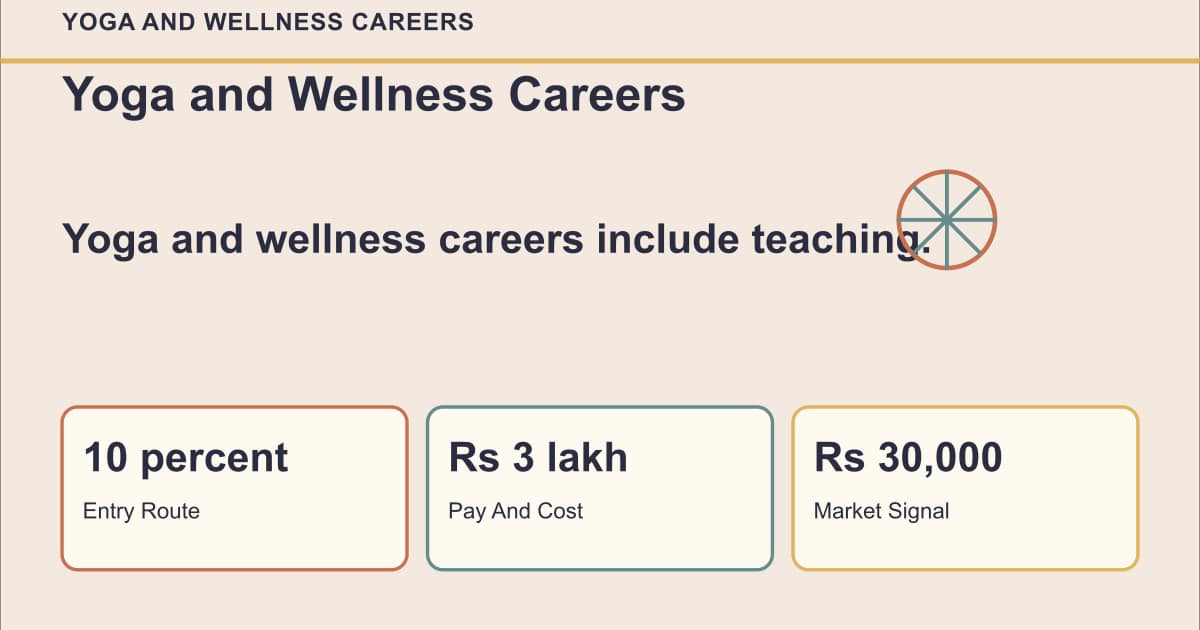 YOGA AND WELLNESS CAREERS
Yoga and Wellness Careers
Yoga and wellness careers include teaching.
10 percent
Entry Route
Rs 3 lakh
Pay And Cost
Rs 30,000
Market Signal